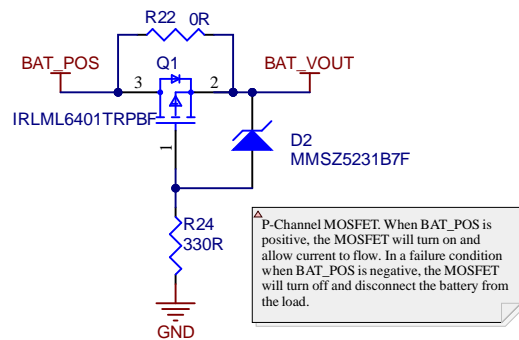 R22 0R
BAT_POS
Q1
BAT_VOUT
3
2
IRLML6401TRPBF
1
D2
MMSZ5231B7F
R24
330R
GND
P-Channel MOSFET. When BAT_POS is
positive, the MOSFET will turn on and
allow current to flow. In a failure condition
when BAT_POS is negative, the MOSFET
will turn off and disconnect the battery from
the load.